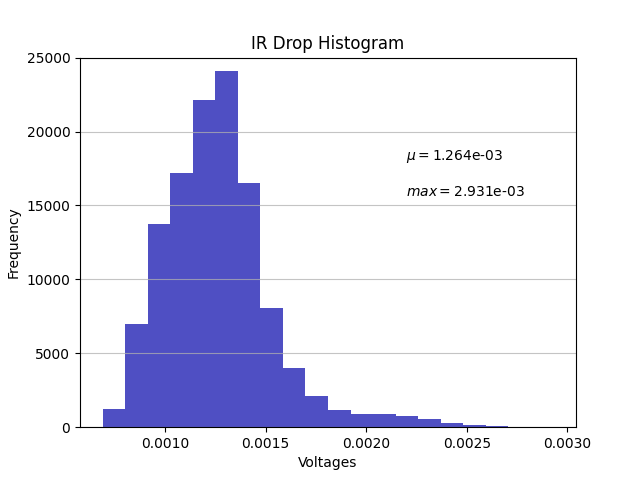 IR Drop Histogram
25000
20000
15000
10000
5000
0
Frequency
μ = 1.264e-03
max = 2.931e-03
0.0010 0.0015 0.0020 0.0025 0.0030
Voltages